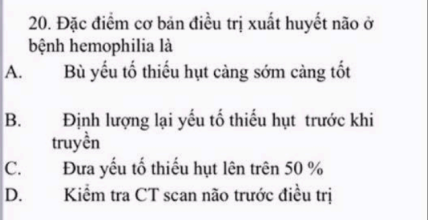 20. Đặc điểm cơ bản điều trị xuất huyết não ở
bệnh hemophilia là
A. Bù yếu tố thiếu hụt càng sớm càng tốt
B. Định lượng lại yếu tố thiếu hụt trước khi
truyền
C. Đưa yếu tố thiếu hụt lên trên 50 %
D. Kiểm tra CT scan não trước điều trị